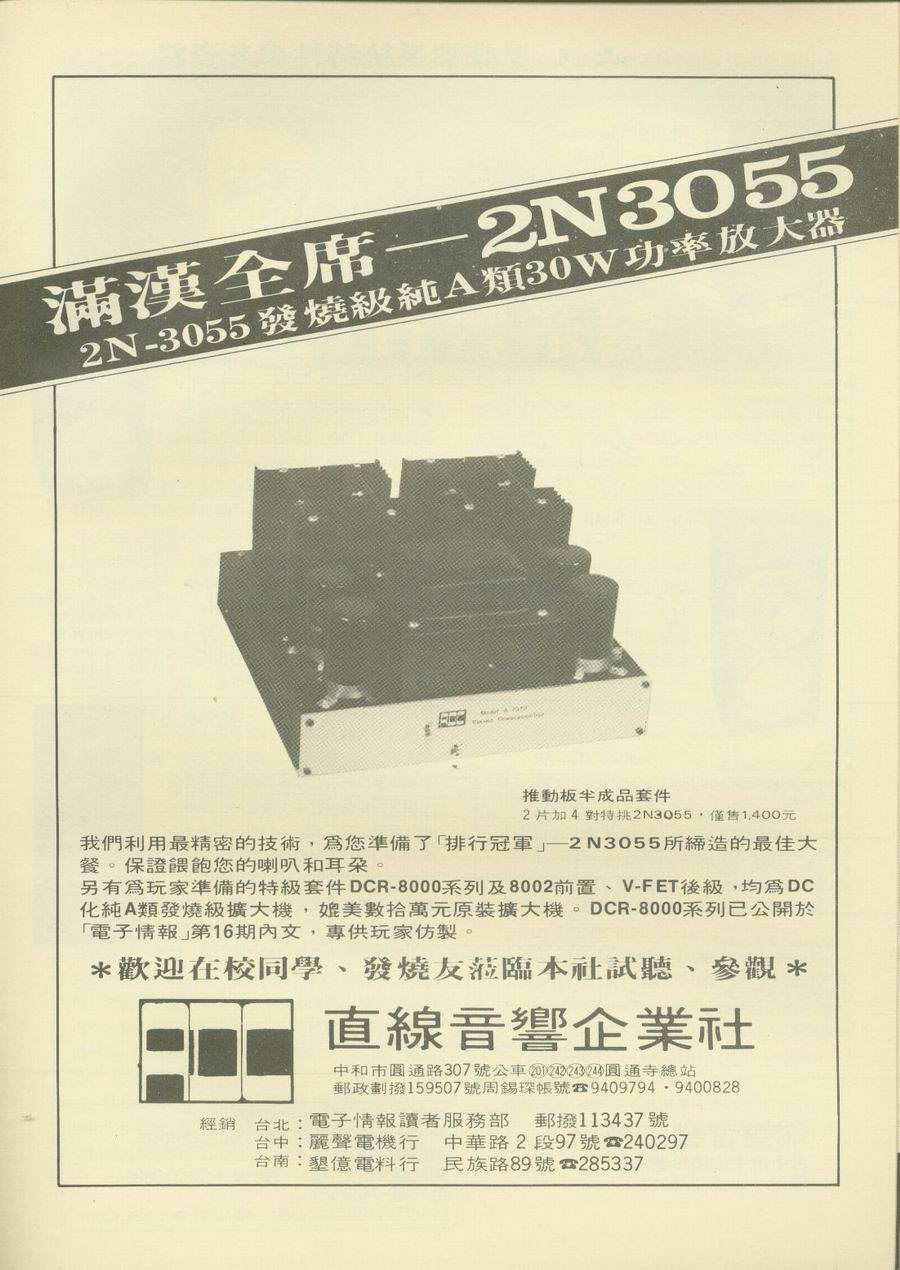 滿漢全席—2N3055
2N-3055發燒級純A類30W功率放大器
推動板半成品套件
2片加4對特挑2N3055，僅售1,400元
我們利用最精密的技術，爲您準備了「排行冠軍」—2N3055所締造的最佳大
餐。保證餵飽您的喇叭和耳朶。
另有爲玩家準備的特級套件DCR-8000系列及8002前置、V-FET後級，均爲DC
化純A類發燒級擴大機，媲美數拾萬元原裝擴大機。DCR-8000系列已公開於
「電子情報」第16期內文，專供玩家仿製。
＊歡迎在校同學、發燒友蒞臨本社試聽、參觀＊
直線音響企業社
中和市圓通路307號公車201 242 243 244圓通寺總站
郵政劃撥159507號周錫琛帳號☎9409794・9400828
經銷 台北：電子情報讀者服務部 郵撥113437號
台中：麗聲電機行 中華路2段97號☎240297
台南：墾億電料行 民族路89號☎285337